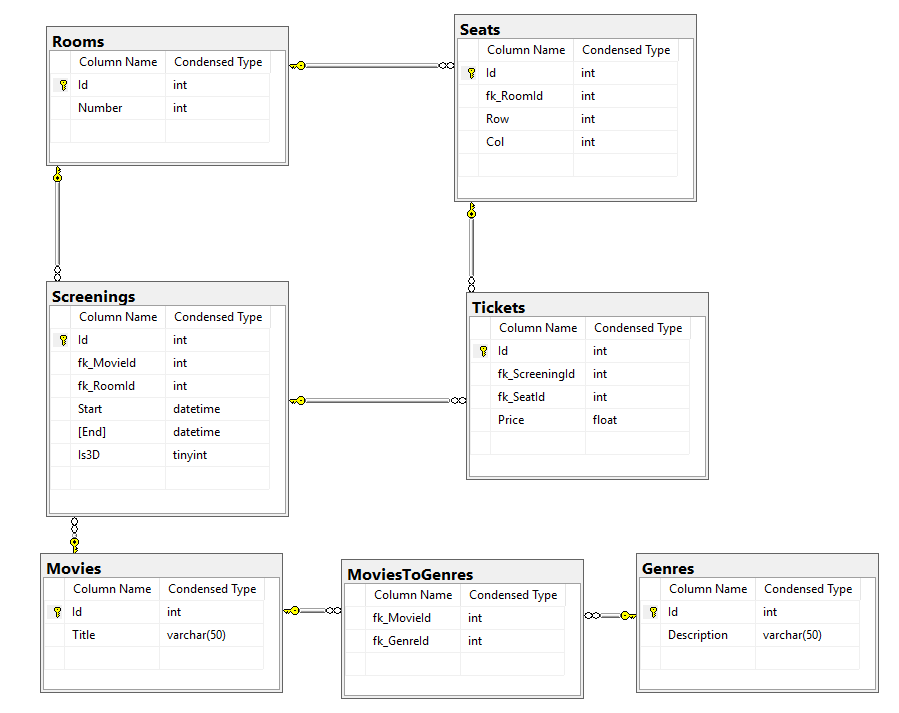 Rooms
Column Name Condensed Type
Id int
Number int
Seats
Column Name Condensed Type
Id int
fk_RoomId int
Row int
Col int
Screenings
Column Name Condensed Type
Id int
fk_MovieId int
fk_RoomId int
Start datetime
[End] datetime
Is3D tinyint
Tickets
Column Name Condensed Type
Id int
fk_ScreeningId int
fk_SeatId int
Price float
Movies
Column Name Condensed Type
Id int
Title varchar(50)
MoviesToGenres
Column Name Condensed Type
fk_MovieId int
fk_GenreId int
Genres
Column Name Condensed Type
Id int
Description varchar(50)